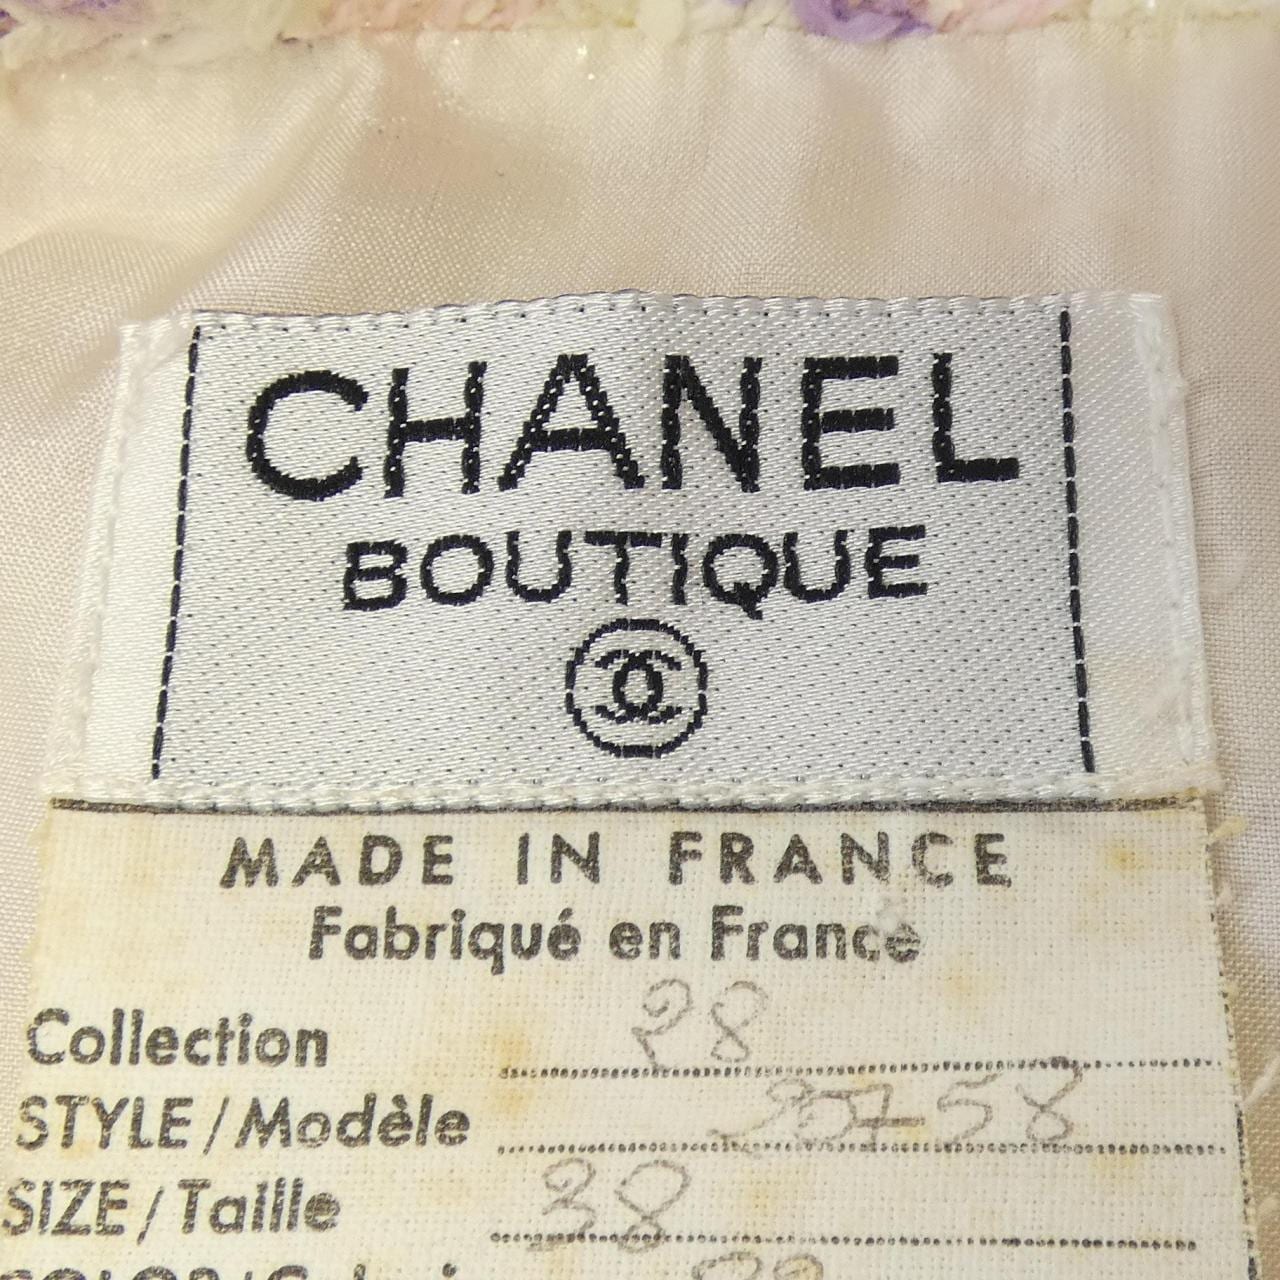 CHANEL
BOUTIQUE
MADE IN FRANCE
Fabriqué en France
Collection 28
STYLE/Modèle
SIZE/Taille 38